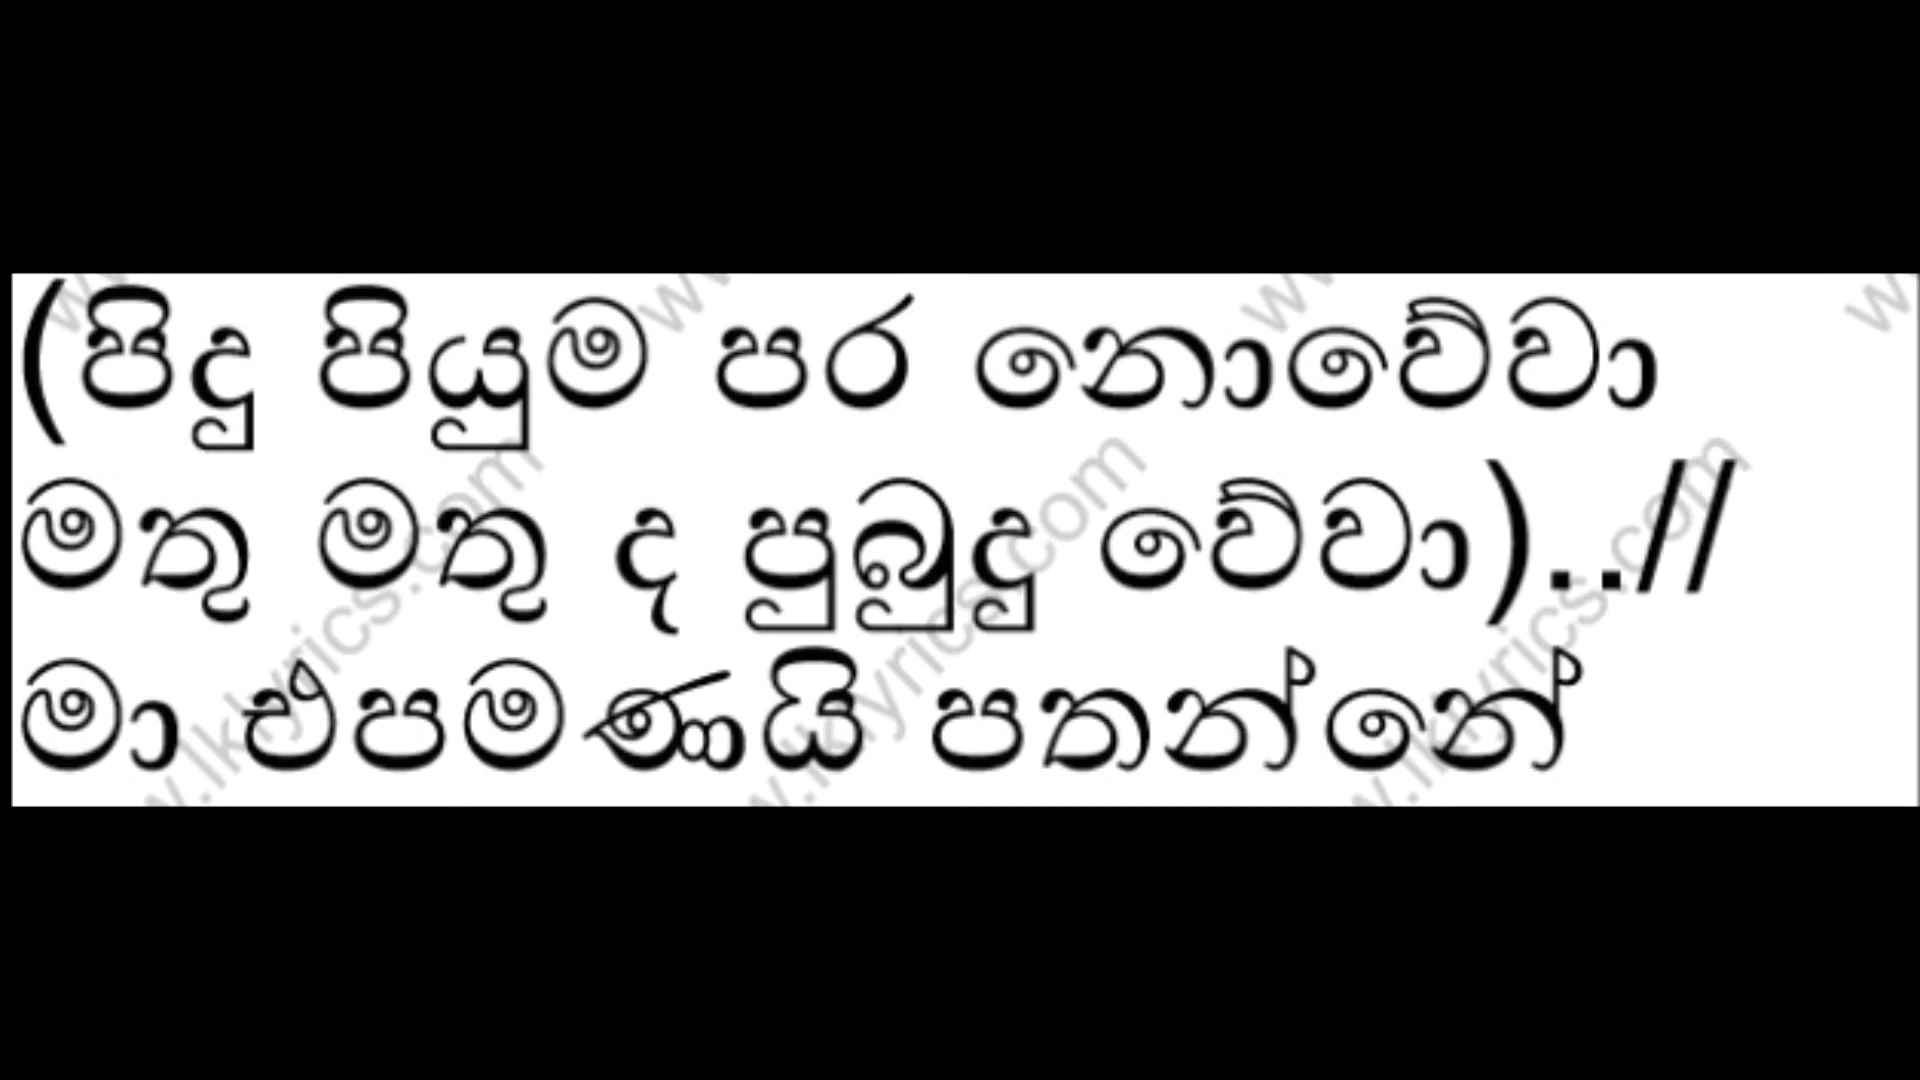 (පිදු පියුම පර නොවේවා
මතු මතු ද පුබුදු වේවා)..//
මා එපමණයි පතන්නේ